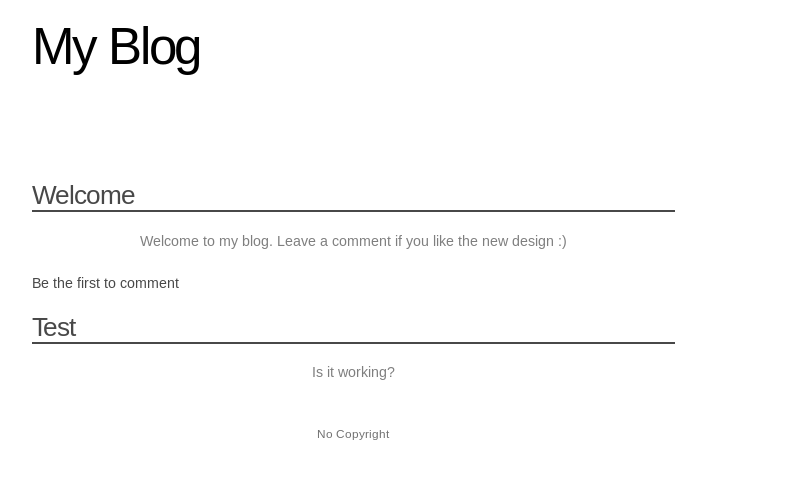 My Blog
Welcome
Welcome to my blog. Leave a comment if you like the new design :)
Be the first to comment
Test
Is it working?
No Copyright